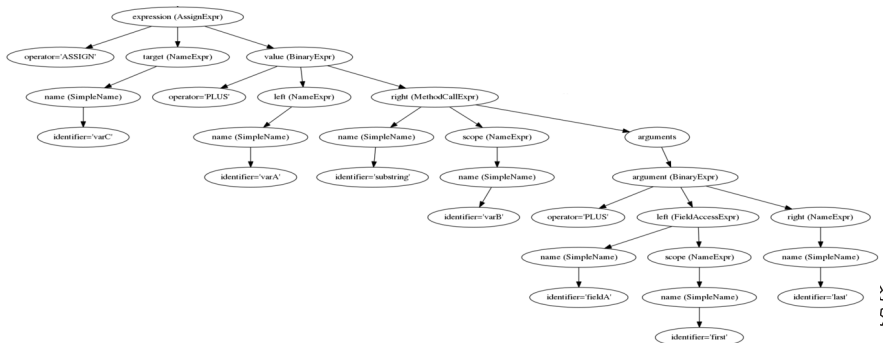 expression (AssignExpr)
operator='ASSIGN' target (NameExpr) value (BinaryExpr)
name (SimpleName) operator='PLUS' left (NameExpr) right (MethodCallExpr)
identifier='varC' name (SimpleName) name (SimpleName) scope (NameExpr) arguments
identifier='varA' identifier='substring' name (SimpleName) argument (BinaryExpr)
identifier='varB' operator='PLUS' left (FieldAccessExpr) right (NameExpr)
name (SimpleName) scope (NameExpr) name (SimpleName)
identifier='fieldA' name (SimpleName) identifier='last'
identifier='first'